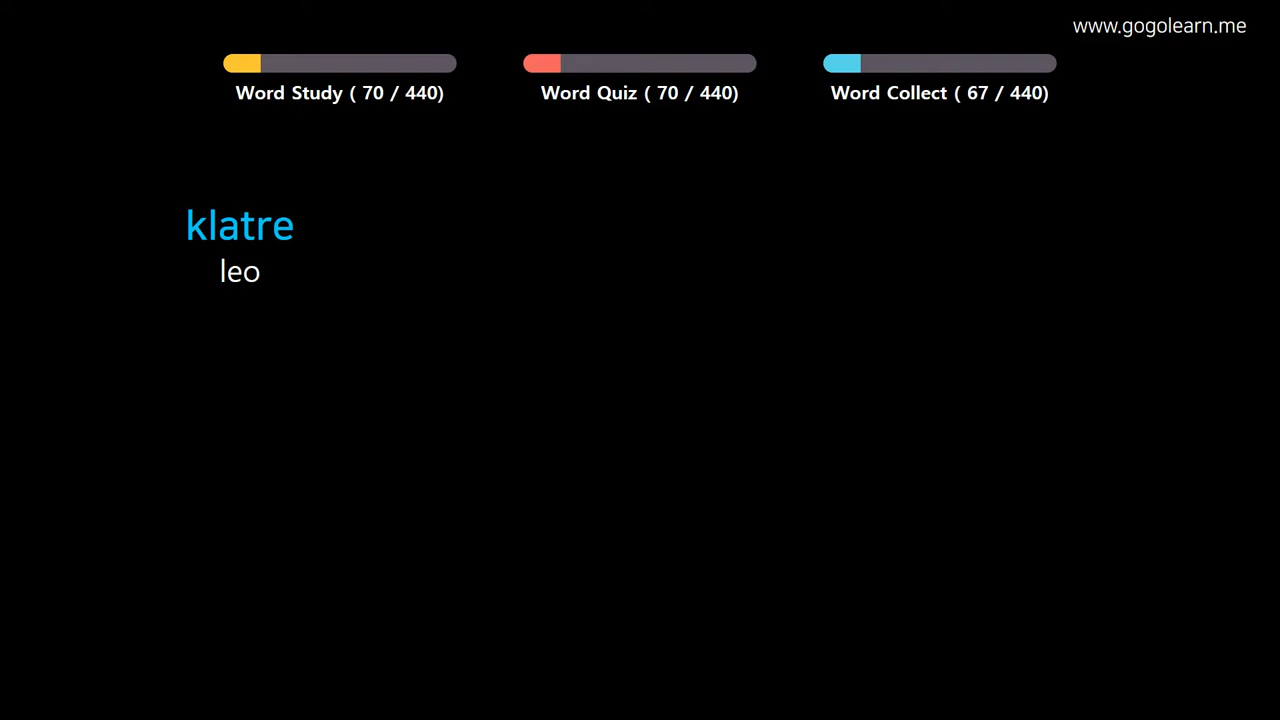 www.gogolearn.me
Word Study ( 70 / 440)
Word Quiz ( 70 / 440)
Word Collect ( 67 / 440)
klatre
leo